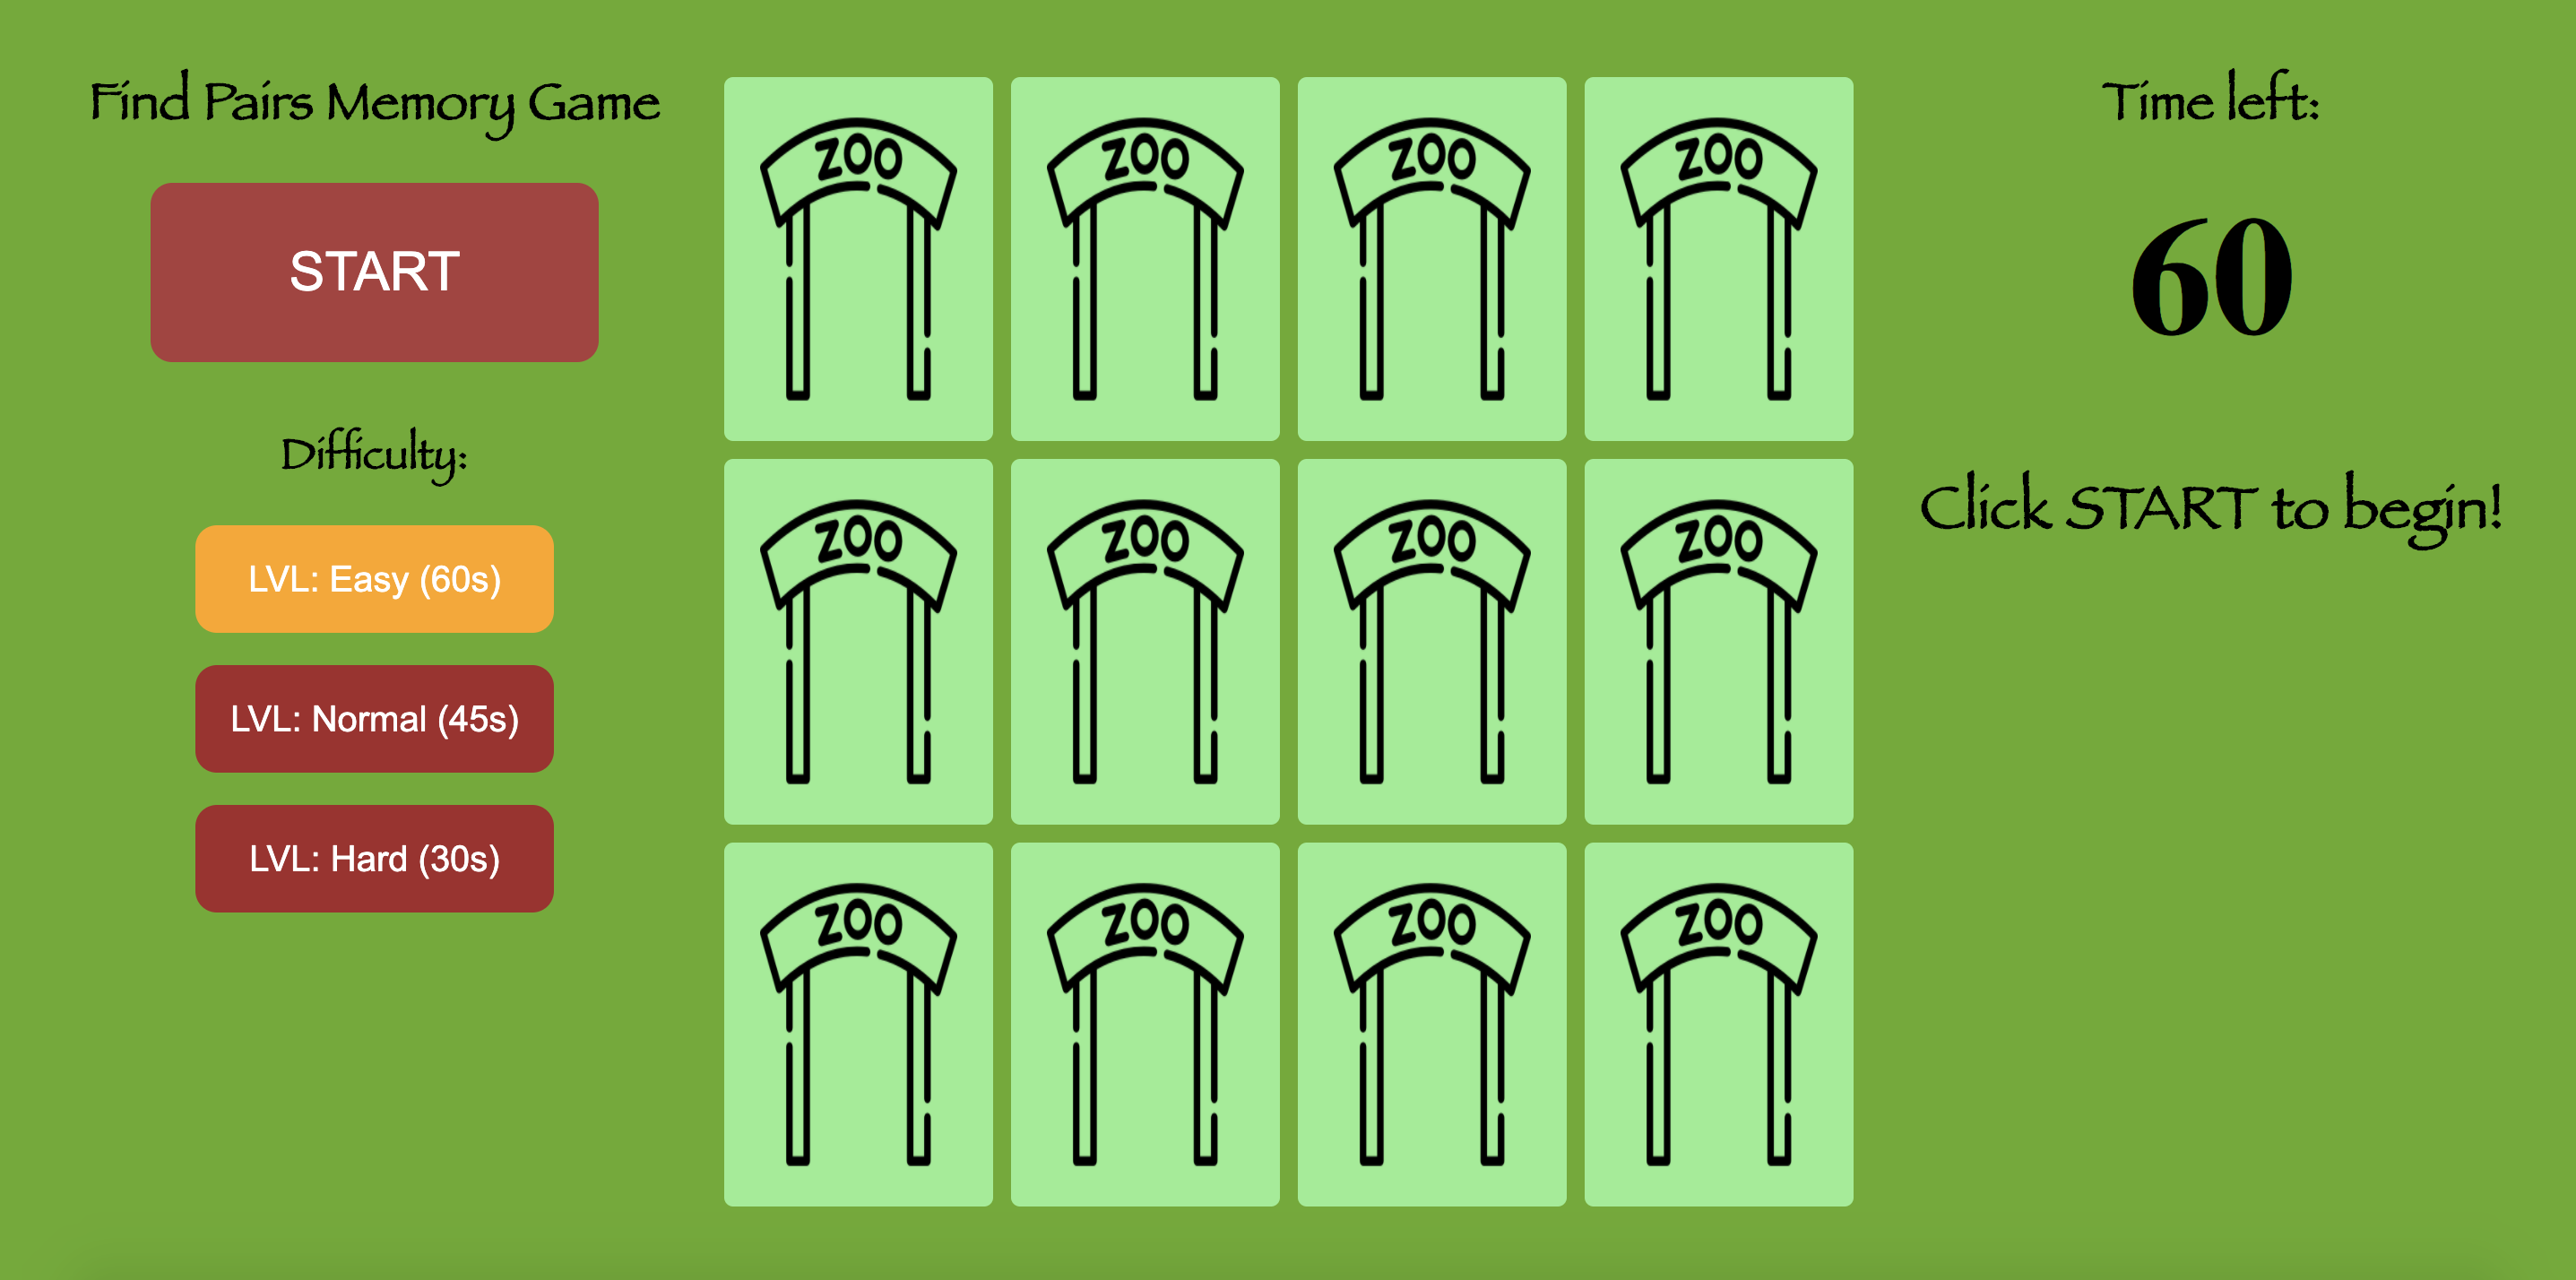 Find Pairs Memory Game
START
Difficulty:
LVL: Easy (60s)
LVL: Normal (45s)
LVL: Hard (30s)
ZOO ZOO ZOO ZOO
ZOO ZOO ZOO ZOO
ZOO ZOO ZOO ZOO
Time left:
60
Click START to begin!